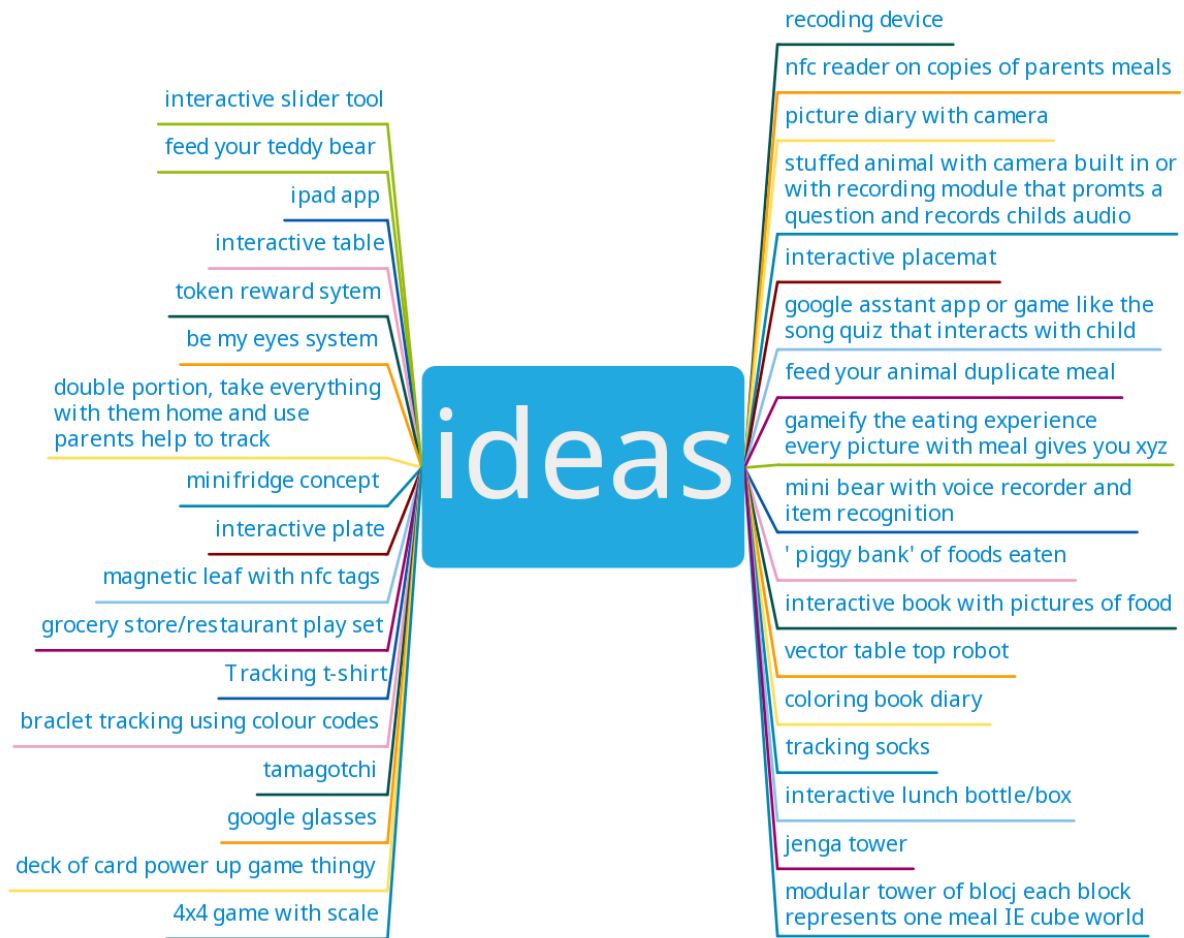 interactive slider tool
feed your teddy bear
ipad app
interactive table
token reward sytem
be my eyes system
double portion, take everything
with them home and use
parents help to track
minifridge concept
interactive plate
magnetic leaf with nfc tags
grocery store/restaurant play set
Tracking t-shirt
braclet tracking using colour codes
tamagotchi
google glasses
deck of card power up game thingy
4x4 game with scale
ideas
recoding device
nfc reader on copies of parents meals
picture diary with camera
stuffed animal with camera built in or
with recording module that promts a
question and records childs audio
interactive placemat
google asstant app or game like the
song quiz that interacts with child
feed your animal duplicate meal
gameify the eating experience
every picture with meal gives you xyz
mini bear with voice recorder and
item recognition
' piggy bank' of foods eaten
interactive book with pictures of food
vector table top robot
coloring book diary
tracking socks
interactive lunch bottle/box
jenga tower
modular tower of blocj each block
represents one meal IE cube world